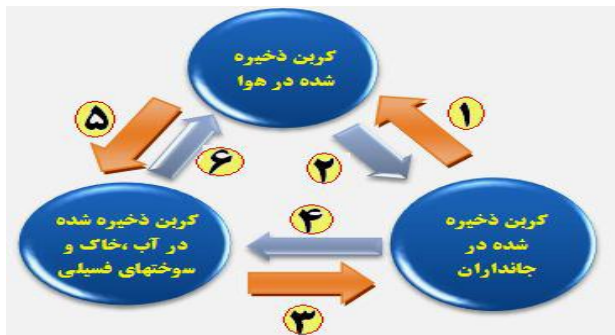 کربن ذخیره
شده در هوا
۱
۵
۶
۲
کربن ذخیره شده
در آب ،خاک و
سوختهای فسیلی
۴
کربن ذخیره
شده در
جانداران
۳